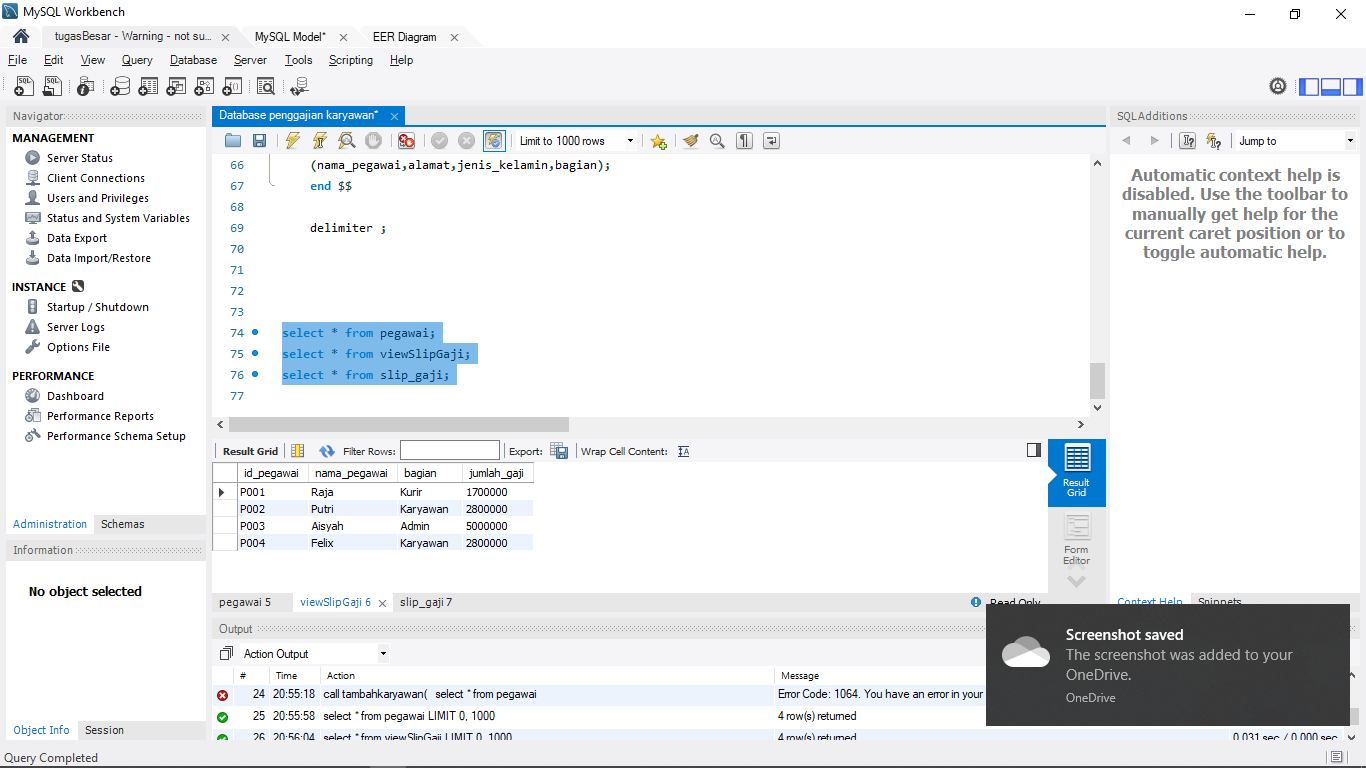 MySQL Workbench
tugasBesar - Warning - not su...
MySQL Model*
EER Diagram
File Edit View Query Database Server Tools Scripting Help
Navigator
MANAGEMENT
Server Status
Client Connections
Users and Privileges
Status and System Variables
Data Export
Data Import/Restore
INSTANCE
Startup / Shutdown
Server Logs
Options File
PERFORMANCE
Dashboard
Performance Reports
Performance Schema Setup
Administration Schemas
Information
No object selected
Object Info Session
Database penggajian karyawan*
Limit to 1000 rows
66 (nama_pegawai,alamat,jenis_kelamin,bagian);
67 end $$
68
69 delimiter ;
70
71
72
73
74 select * from pegawai;
75 select * from viewSlipGaji;
76 select * from slip_gaji;
77
Result Grid Filter Rows: Export: Wrap Cell Content:
id_pegawai nama_pegawai bagian jumlah_gaji
P001 Raja Kurir 1700000
P002 Putri Karyawan 2800000
P003 Aisyah Admin 5000000
P004 Felix Karyawan 2800000
Result
Grid
Form
Editor
pegawai 5 viewSlipGaji 6 slip_gaji 7
Read Only
Output
Action Output
# Time Action Message
24 20:55:18 call tambahkaryawan( select * from pegawai Error Code: 1064. You have an error in your
25 20:55:58 select * from pegawai LIMIT 0, 1000 4 row(s) returned
26 20:56:04 select * from viewSlipGaji LIMIT 0, 1000 4 row(s) returned 0.031 sec / 0.000 sec
SQLAdditions
Jump to
Automatic context help is
disabled. Use the toolbar to
manually get help for the
current caret position or to
toggle automatic help.
Context Help Snippets
Screenshot saved
The screenshot was added to your
OneDrive.
OneDrive
Query Completed